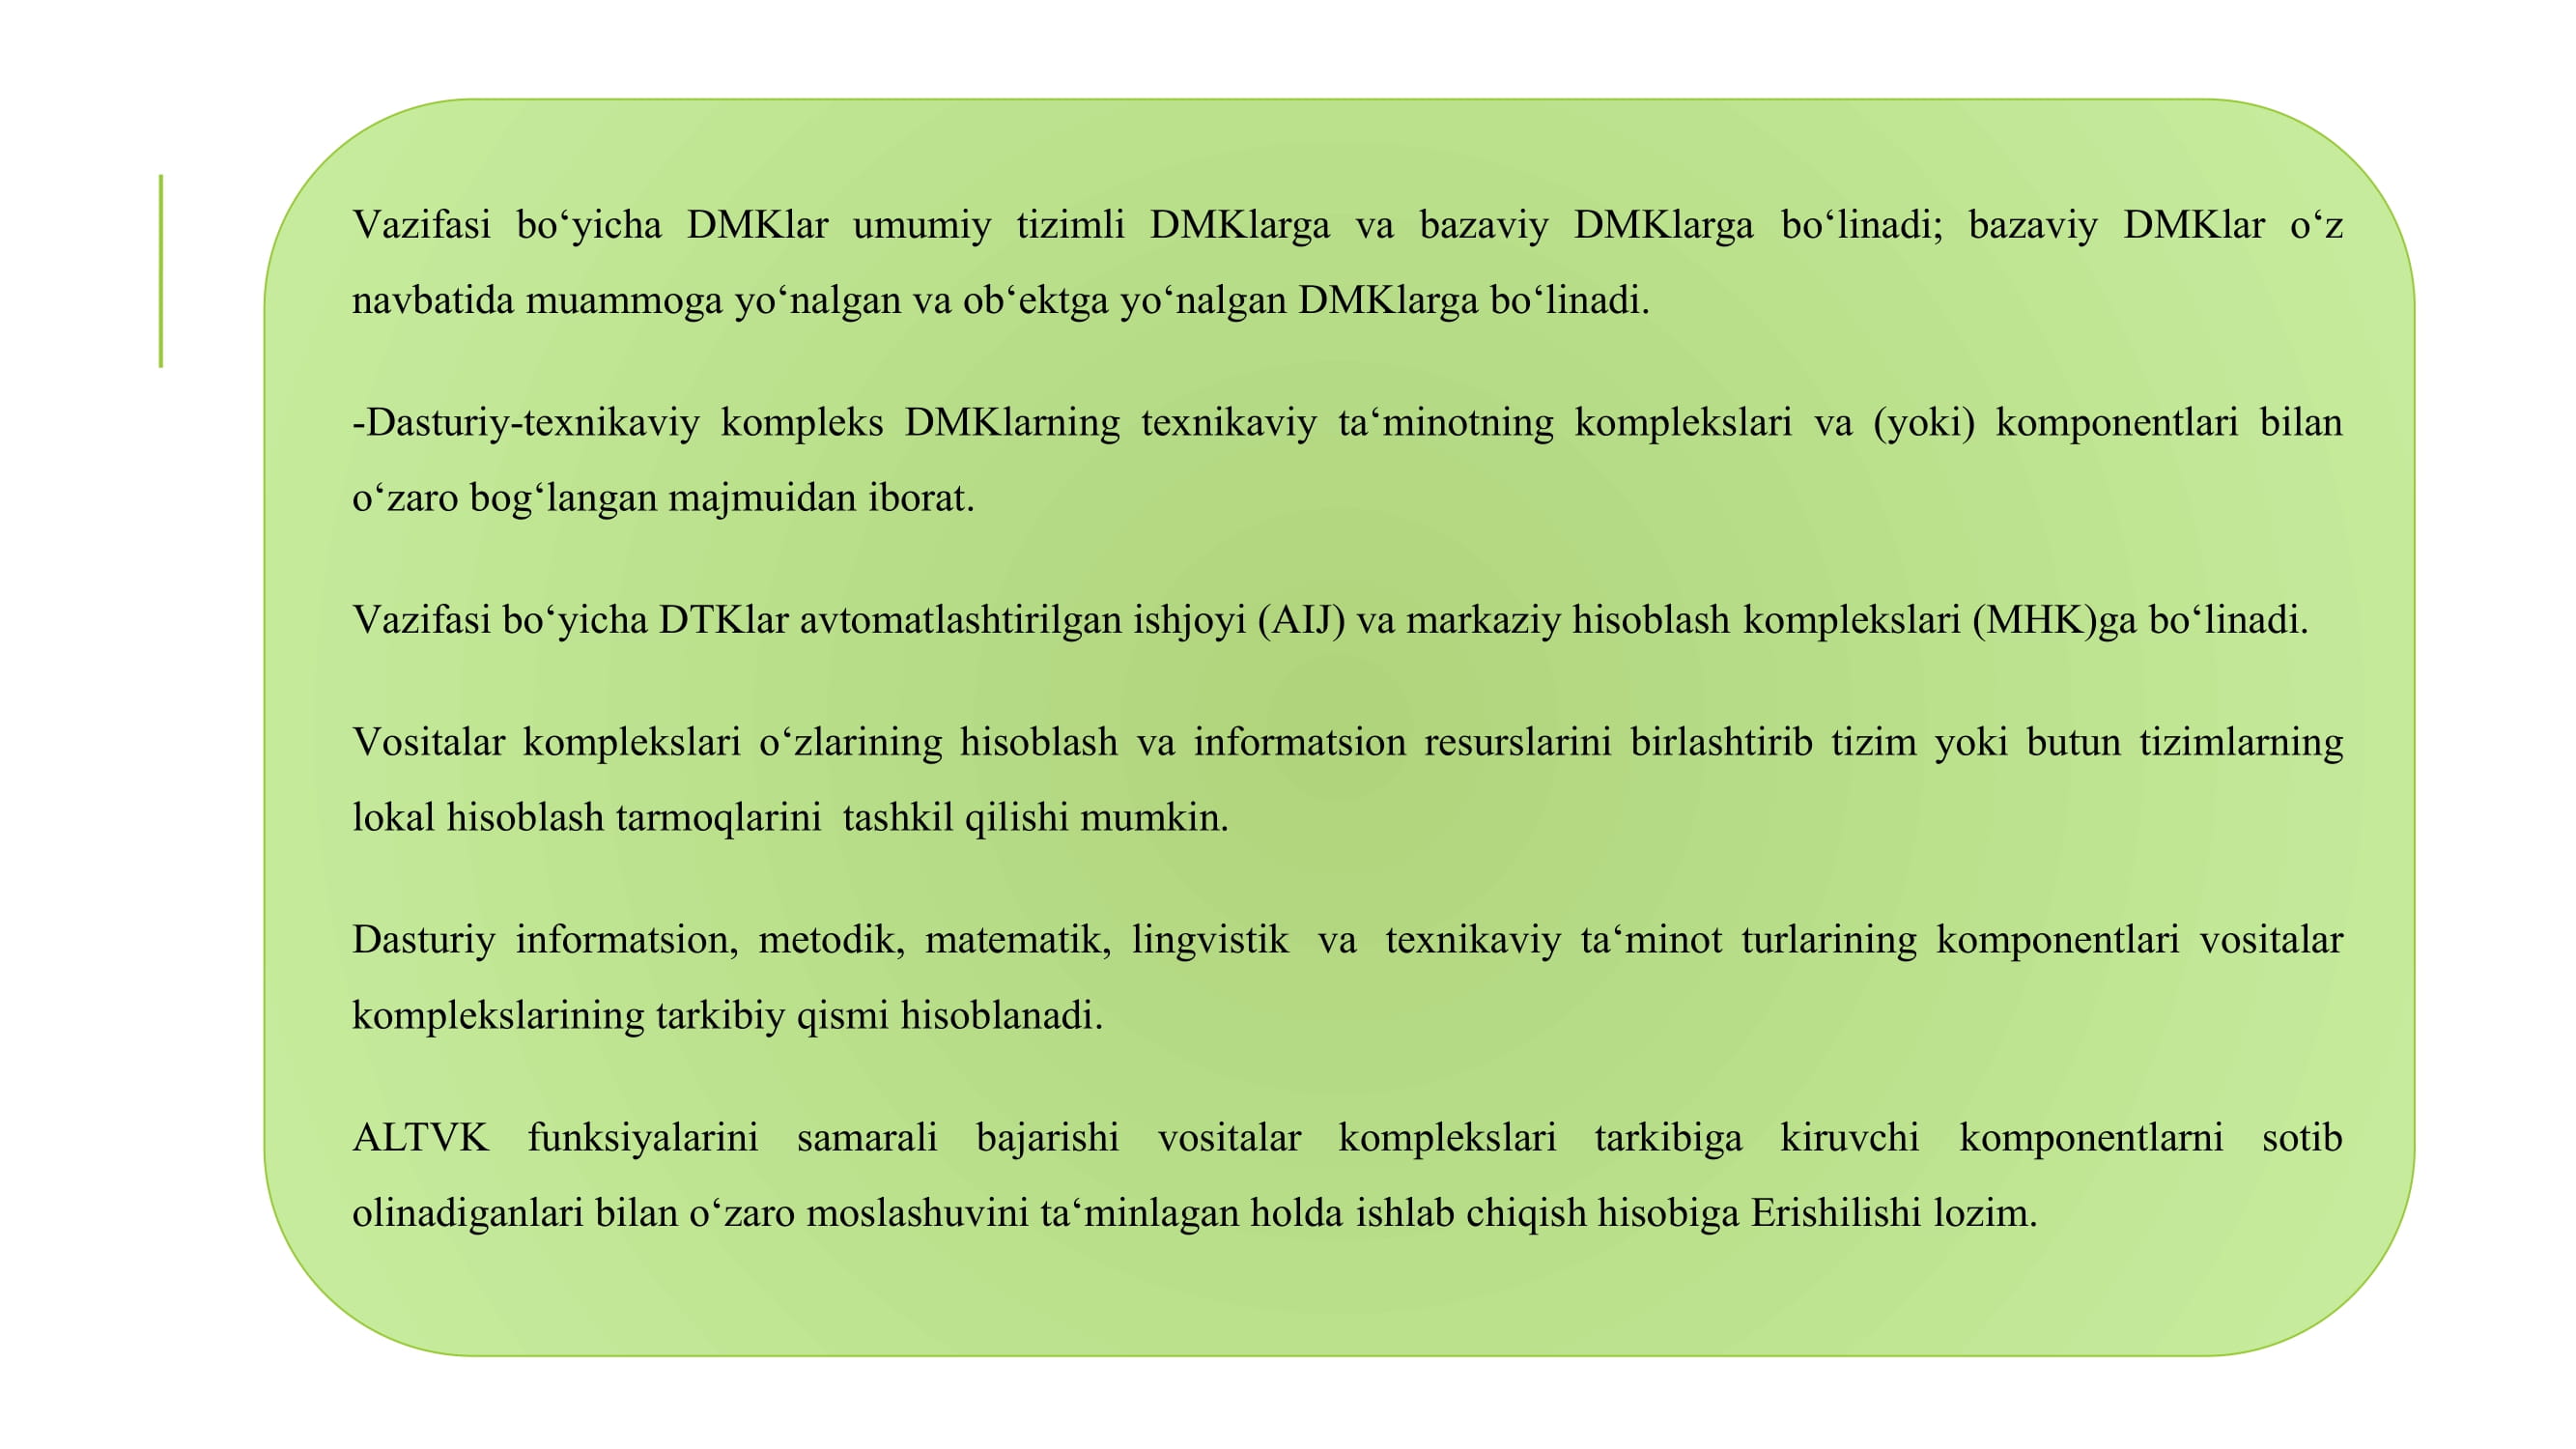 Vazifasi bo‘yicha DMKlar umumiy tizimli DMKlarga va bazaviy DMKlarga bo‘linadi; bazaviy DMKlar o‘z
navbatida muammoga yo‘nalgan va ob‘ektga yo‘nalgan DMKlarga bo‘linadi.
-Dasturiy-texnikaviy kompleks DMKlarning texnikaviy ta‘minotning komplekslari va (yoki) komponentlari bilan
o‘zaro bog‘langan majmuidan iborat.
Vazifasi bo‘yicha DTKlar avtomatlashtirilgan ishjoyi (AIJ) va markaziy hisoblash komplekslari (MHK)ga bo‘linadi.
Vositalar komplekslari o‘zlarining hisoblash va informatsion resurslarini birlashtirib tizim yoki butun tizimlarning
lokal hisoblash tarmoqlarini tashkil qilishi mumkin.
Dasturiy informatsion, metodik, matematik, lingvistik va texnikaviy ta‘minot turlarining komponentlari vositalar
komplekslarining tarkibiy qismi hisoblanadi.
ALTVK funksiyalarini samarali bajarishi vositalar komplekslari tarkibiga kiruvchi komponentlarni sotib
olinadiganlari bilan o‘zaro moslashuvini ta‘minlagan holda ishlab chiqish hisobiga Erishilishi lozim.